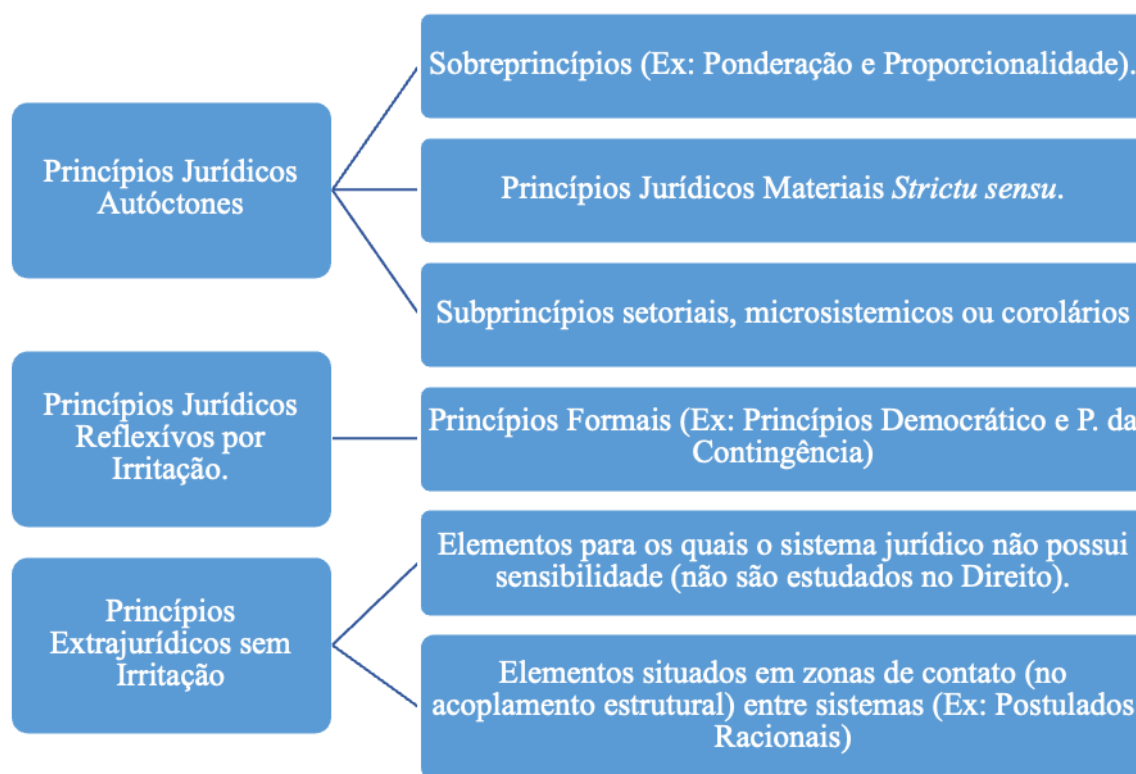 Princípios Jurídicos
Autóctones
Sobreprincípios (Ex: Ponderação e Proporcionalidade).
Princípios Jurídicos Materiais Strictu sensu.
Subprincípios setoriais, microsistemicos ou corolários
Princípios Jurídicos
Reflexívos por
Irritação.
Princípios Formais (Ex: Princípios Democrático e P. da
Contingência)
Princípios
Extrajurídicos sem
Irritação
Elementos para os quais o sistema jurídico não possui
sensibilidade (não são estudados no Direito).
Elementos situados em zonas de contato (no
acoplamento estrutural) entre sistemas (Ex: Postulados
Racionais)